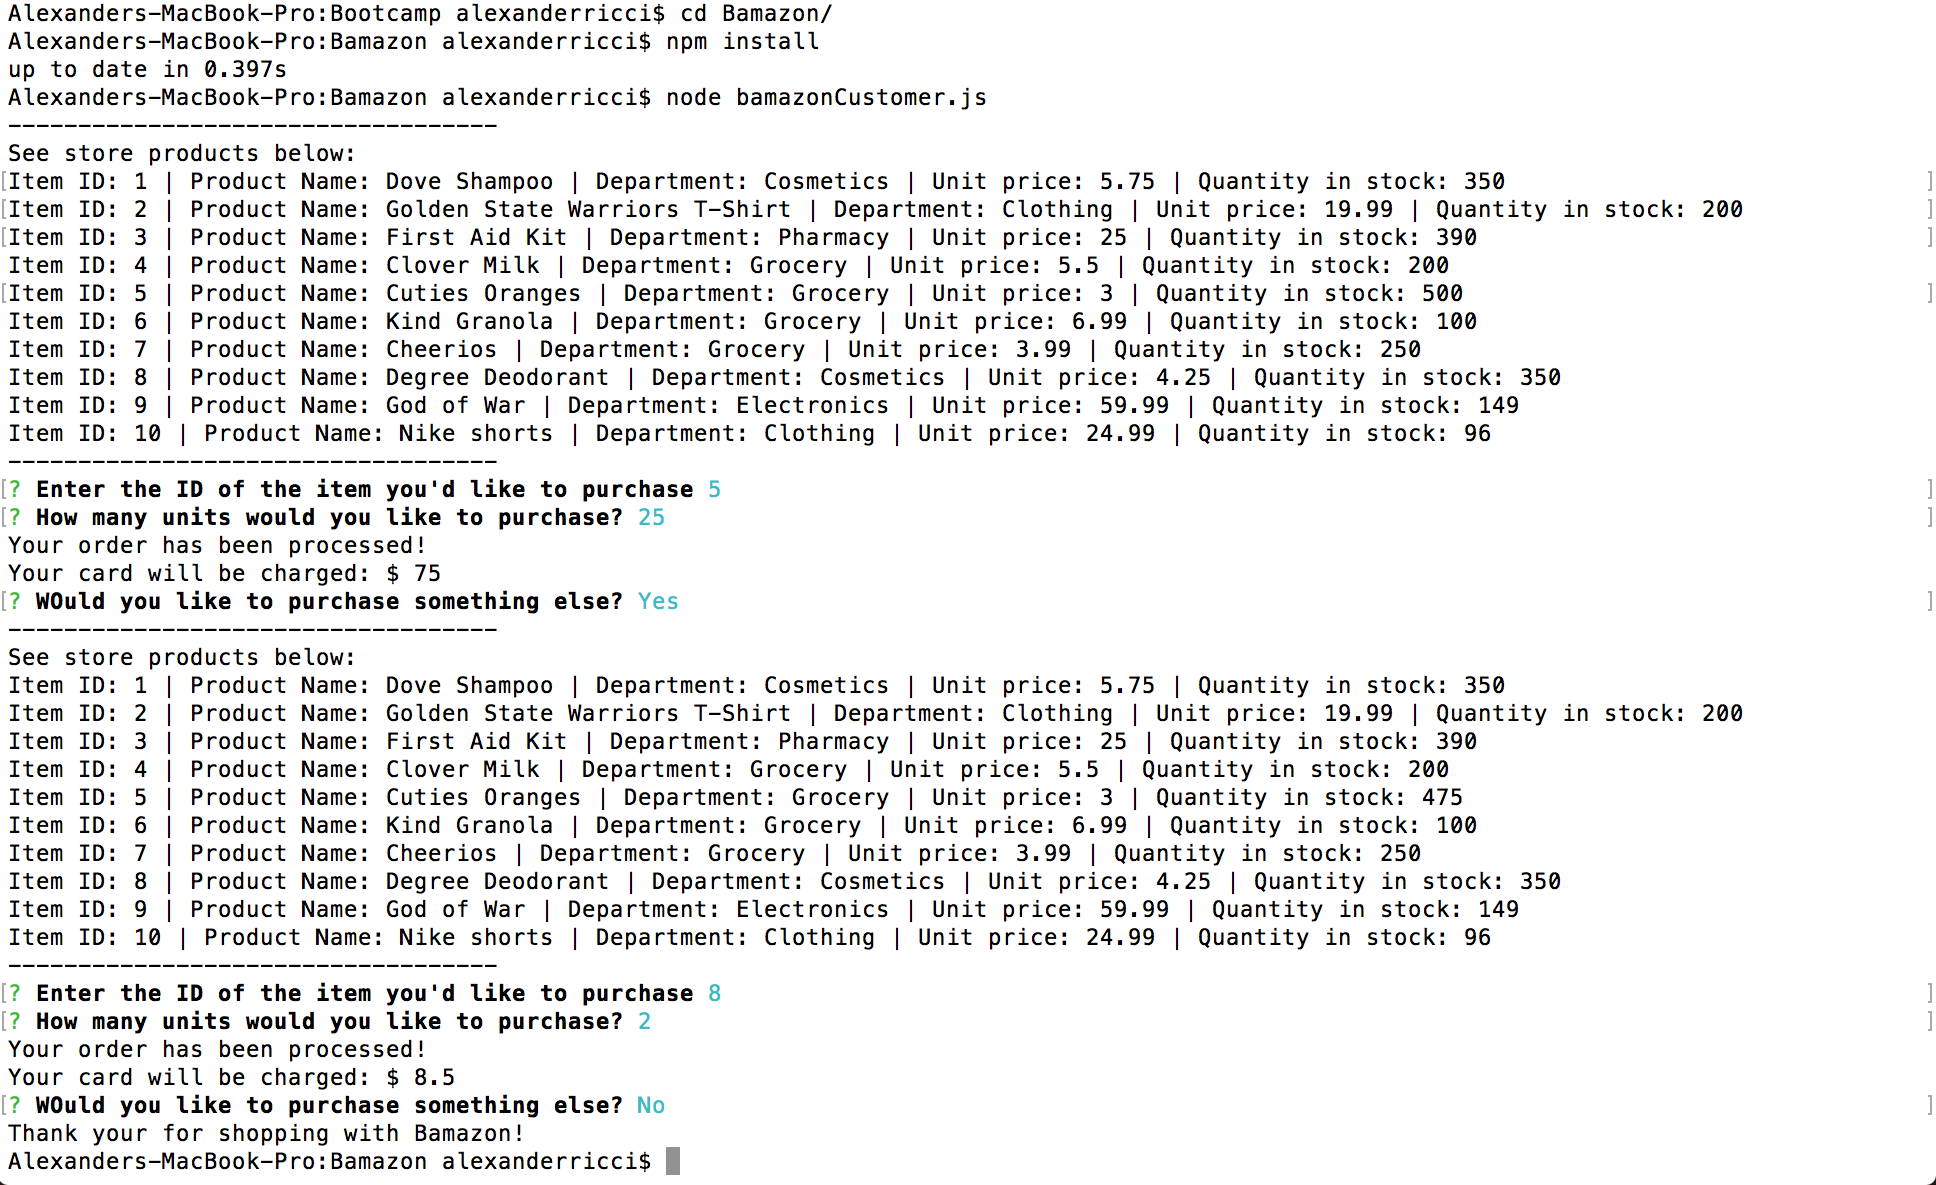 Alexanders-MacBook-Pro:Bootcamp alexanderricci$ cd Bamazon/
Alexanders-MacBook-Pro:Bamazon alexanderricci$ npm install
up to date in 0.397s
Alexanders-MacBook-Pro:Bamazon alexanderricci$ node bamazonCustomer.js
-----------------------------------
See store products below:
[Item ID: 1 | Product Name: Dove Shampoo | Department: Cosmetics | Unit price: 5.75 | Quantity in stock: 350 ]
[Item ID: 2 | Product Name: Golden State Warriors T-Shirt | Department: Clothing | Unit price: 19.99 | Quantity in stock: 200 ]
[Item ID: 3 | Product Name: First Aid Kit | Department: Pharmacy | Unit price: 25 | Quantity in stock: 390 ]
Item ID: 4 | Product Name: Clover Milk | Department: Grocery | Unit price: 5.5 | Quantity in stock: 200
[Item ID: 5 | Product Name: Cuties Oranges | Department: Grocery | Unit price: 3 | Quantity in stock: 500 ]
Item ID: 6 | Product Name: Kind Granola | Department: Grocery | Unit price: 6.99 | Quantity in stock: 100
Item ID: 7 | Product Name: Cheerios | Department: Grocery | Unit price: 3.99 | Quantity in stock: 250
Item ID: 8 | Product Name: Degree Deodorant | Department: Cosmetics | Unit price: 4.25 | Quantity in stock: 350
Item ID: 9 | Product Name: God of War | Department: Electronics | Unit price: 59.99 | Quantity in stock: 149
Item ID: 10 | Product Name: Nike shorts | Department: Clothing | Unit price: 24.99 | Quantity in stock: 96
-----------------------------------
[? Enter the ID of the item you'd like to purchase 5 ]
[? How many units would you like to purchase? 25 ]
Your order has been processed!
Your card will be charged: $ 75
[? WOuld you like to purchase something else? Yes ]
-----------------------------------
See store products below:
Item ID: 1 | Product Name: Dove Shampoo | Department: Cosmetics | Unit price: 5.75 | Quantity in stock: 350
Item ID: 2 | Product Name: Golden State Warriors T-Shirt | Department: Clothing | Unit price: 19.99 | Quantity in stock: 200
Item ID: 3 | Product Name: First Aid Kit | Department: Pharmacy | Unit price: 25 | Quantity in stock: 390
Item ID: 4 | Product Name: Clover Milk | Department: Grocery | Unit price: 5.5 | Quantity in stock: 200
Item ID: 5 | Product Name: Cuties Oranges | Department: Grocery | Unit price: 3 | Quantity in stock: 475
Item ID: 6 | Product Name: Kind Granola | Department: Grocery | Unit price: 6.99 | Quantity in stock: 100
Item ID: 7 | Product Name: Cheerios | Department: Grocery | Unit price: 3.99 | Quantity in stock: 250
Item ID: 8 | Product Name: Degree Deodorant | Department: Cosmetics | Unit price: 4.25 | Quantity in stock: 350
Item ID: 9 | Product Name: God of War | Department: Electronics | Unit price: 59.99 | Quantity in stock: 149
Item ID: 10 | Product Name: Nike shorts | Department: Clothing | Unit price: 24.99 | Quantity in stock: 96
-----------------------------------
[? Enter the ID of the item you'd like to purchase 8 ]
[? How many units would you like to purchase? 2 ]
Your order has been processed!
Your card will be charged: $ 8.5
[? WOuld you like to purchase something else? No ]
Thank your for shopping with Bamazon!
Alexanders-MacBook-Pro:Bamazon alexanderricci$